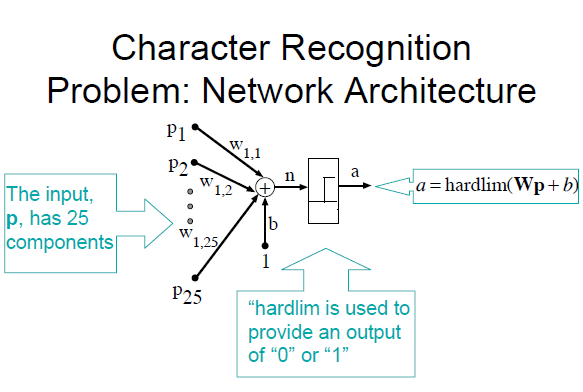 Character Recognition
Problem: Network Architecture
p1
w1,1
p2
w1,2
n
a
a = hardlim(Wp + b)
The input,
p, has 25
components
w1,25
b
1
p25
“hardlim is used to
provide an output
of “0” or “1”